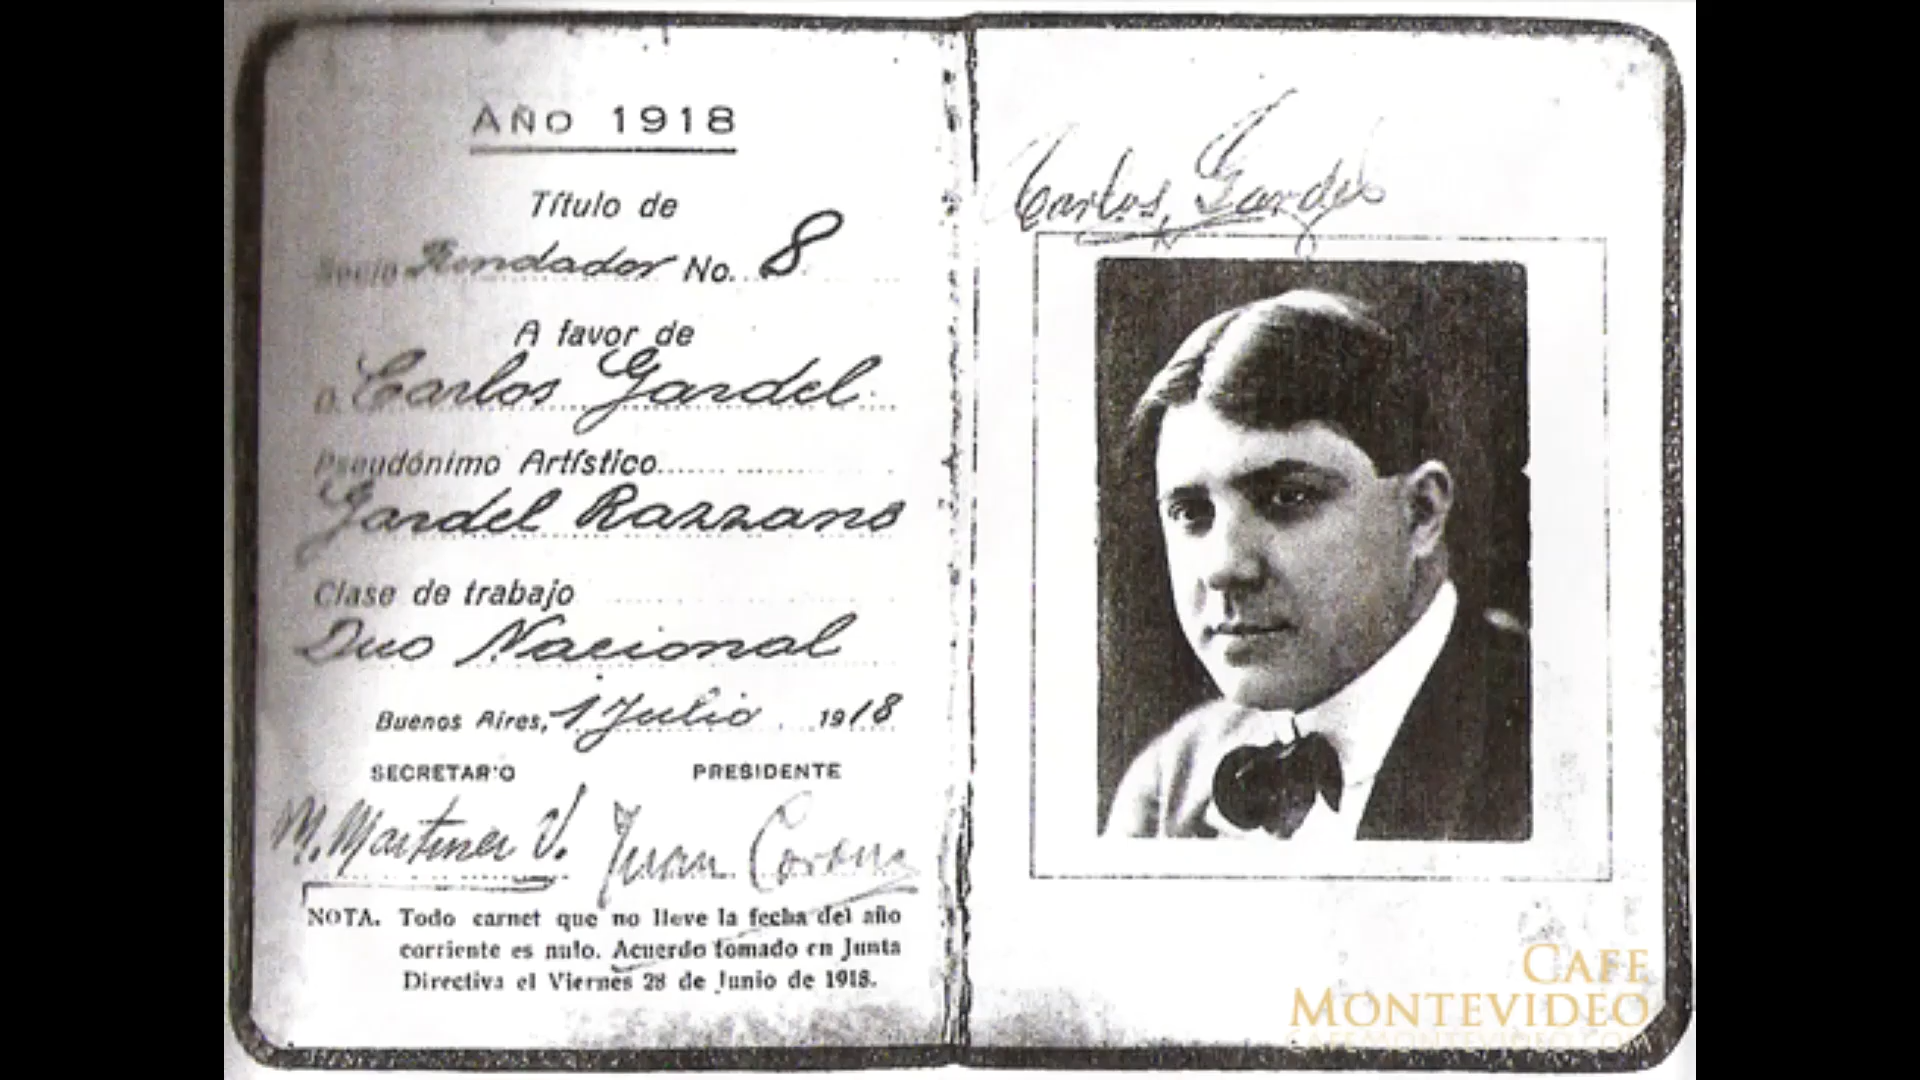 AÑO 1918
Título de
Socio Fundador No. 8
A favor de
D. Carlos Gardel
Pseudónimo Artístico
Gardel Razzano
Clase de trabajo
Duo Nacional
Buenos Aires, 1 Julio 1918
SECRETARIO PRESIDENTE
M. Martinez V. Juan
NOTA. Todo carnet que no lleve la fecha del año
corriente es nulo. Acuerdo tomado en Junta
Directiva el Viernes 28 de Junio de 1918.
Carlos Gardel
CAFE
MONTEVIDEO
CAFEMONTEVIDEO.COM